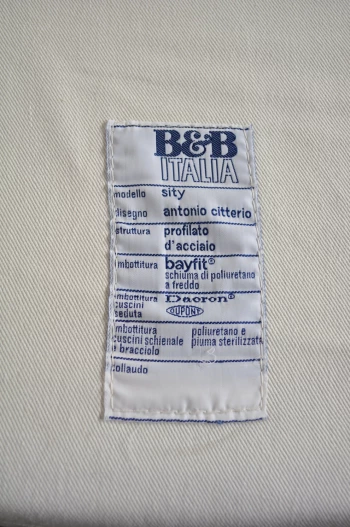 B&B
ITALIA
modello sity
disegno antonio citterio
struttura profilato
d'acciaio
imbottitura bayfit®
schiuma di poliuretano
a freddo
imbottitura Dacron®
cuscini
seduta DUPONT
imbottitura poliuretano e
cuscini schienale piuma sterilizzata
e bracciolo
collaudo